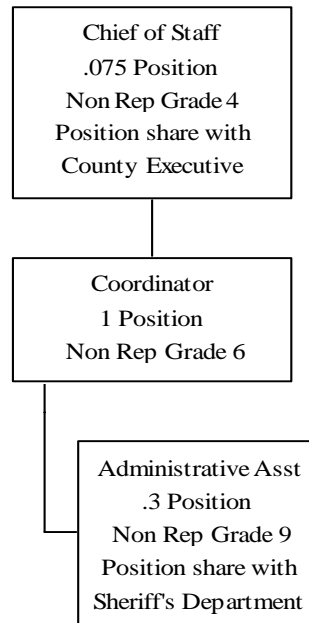 Chief of Staff
.075 Position
Non Rep Grade 4
Position share with
County Executive
Coordinator
1 Position
Non Rep Grade 6
Administrative Asst
.3 Position
Non Rep Grade 9
Position share with
Sheriff's Department